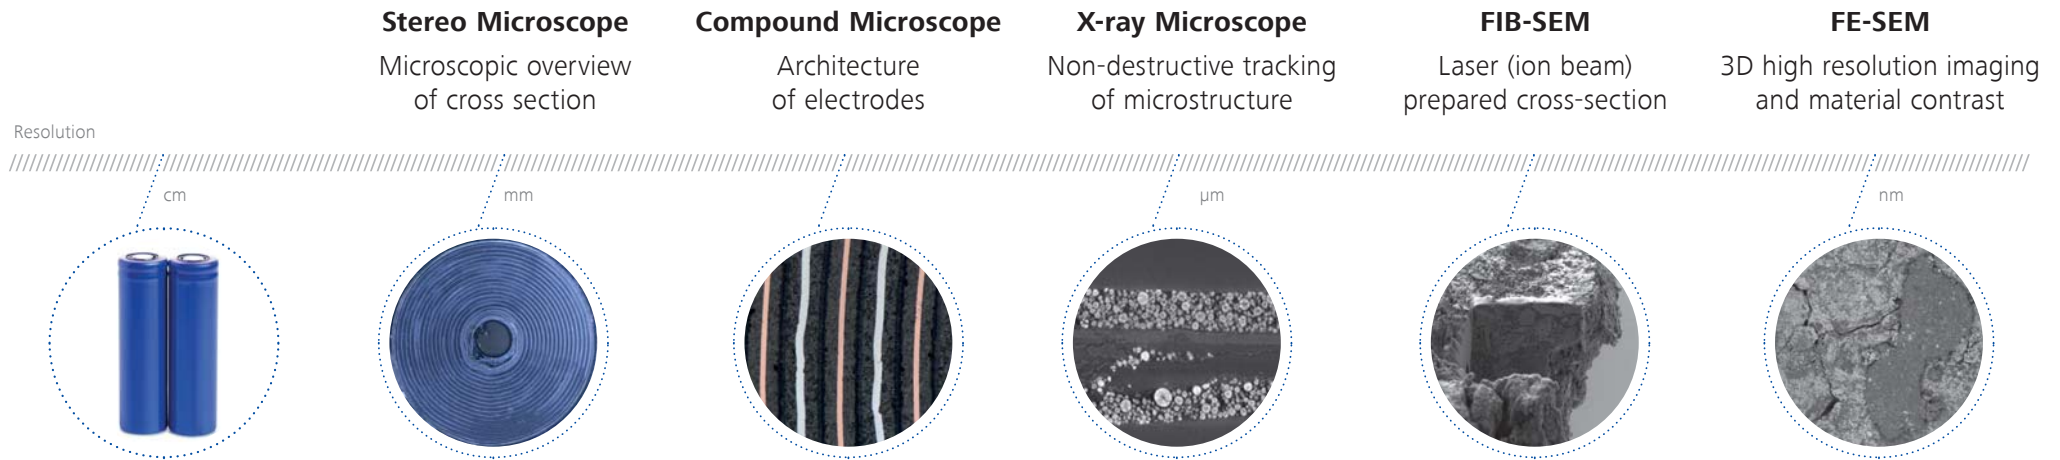 Stereo Microscope
Microscopic overview
of cross section
Compound Microscope
Architecture
of electrodes
X-ray Microscope
Non-destructive tracking
of microstructure
FIB-SEM
Laser (ion beam)
prepared cross-section
FE-SEM
3D high resolution imaging
and material contrast
Resolution
cm
mm
µm
nm